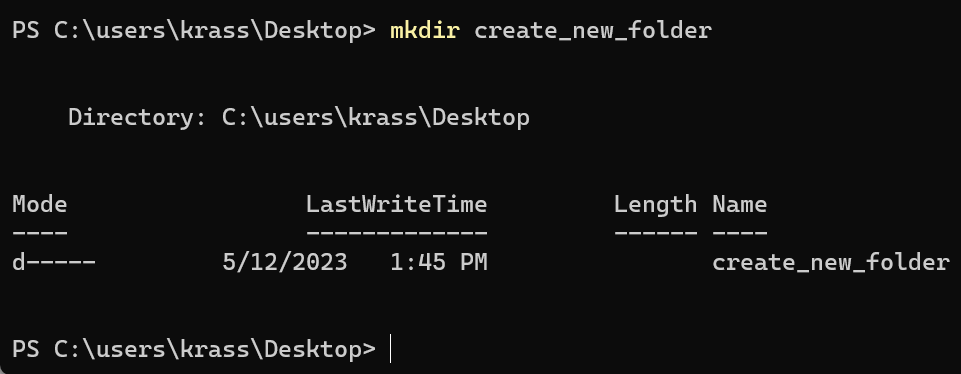 PS C:\users\krass\Desktop> mkdir create_new_folder
Directory: C:\users\krass\Desktop
Mode LastWriteTime Length Name
---- ------------- ------ ----
d----- 5/12/2023 1:45 PM create_new_folder
PS C:\users\krass\Desktop>